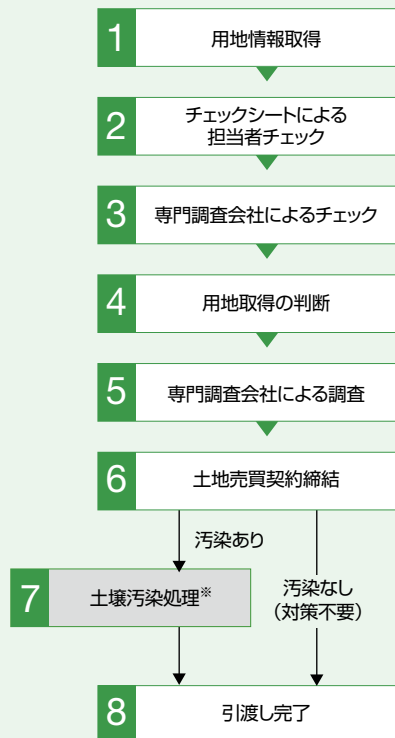 1 用地情報取得
2 チェックシートによる
担当者チェック
3 専門調査会社によるチェック
4 用地取得の判断
5 専門調査会社による調査
6 土地売買契約締結
汚染あり
7 土壌汚染処理※
汚染なし
（対策不要）
8 引渡し完了